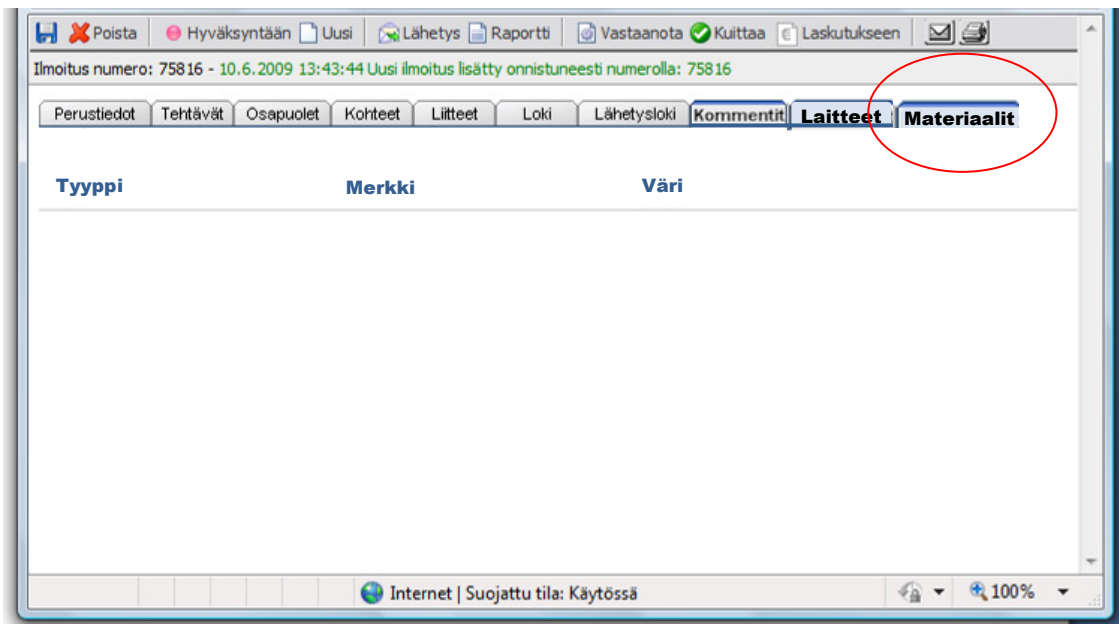 Poista Hyväksyntään Uusi Lähetys Raportti Vastaanota Kuittaa € Laskutukseen
Ilmoitus numero: 75816 - 10.6.2009 13:43:44 Uusi ilmoitus lisätty onnistuneesti numerolla: 75816
Perustiedot Tehtävät Osapuolet Kohteet Liitteet Loki Lähetysloki Kommentit Laitteet Materiaalit
Tyyppi Merkki Väri
Internet | Suojattu tila: Käytössä 100%